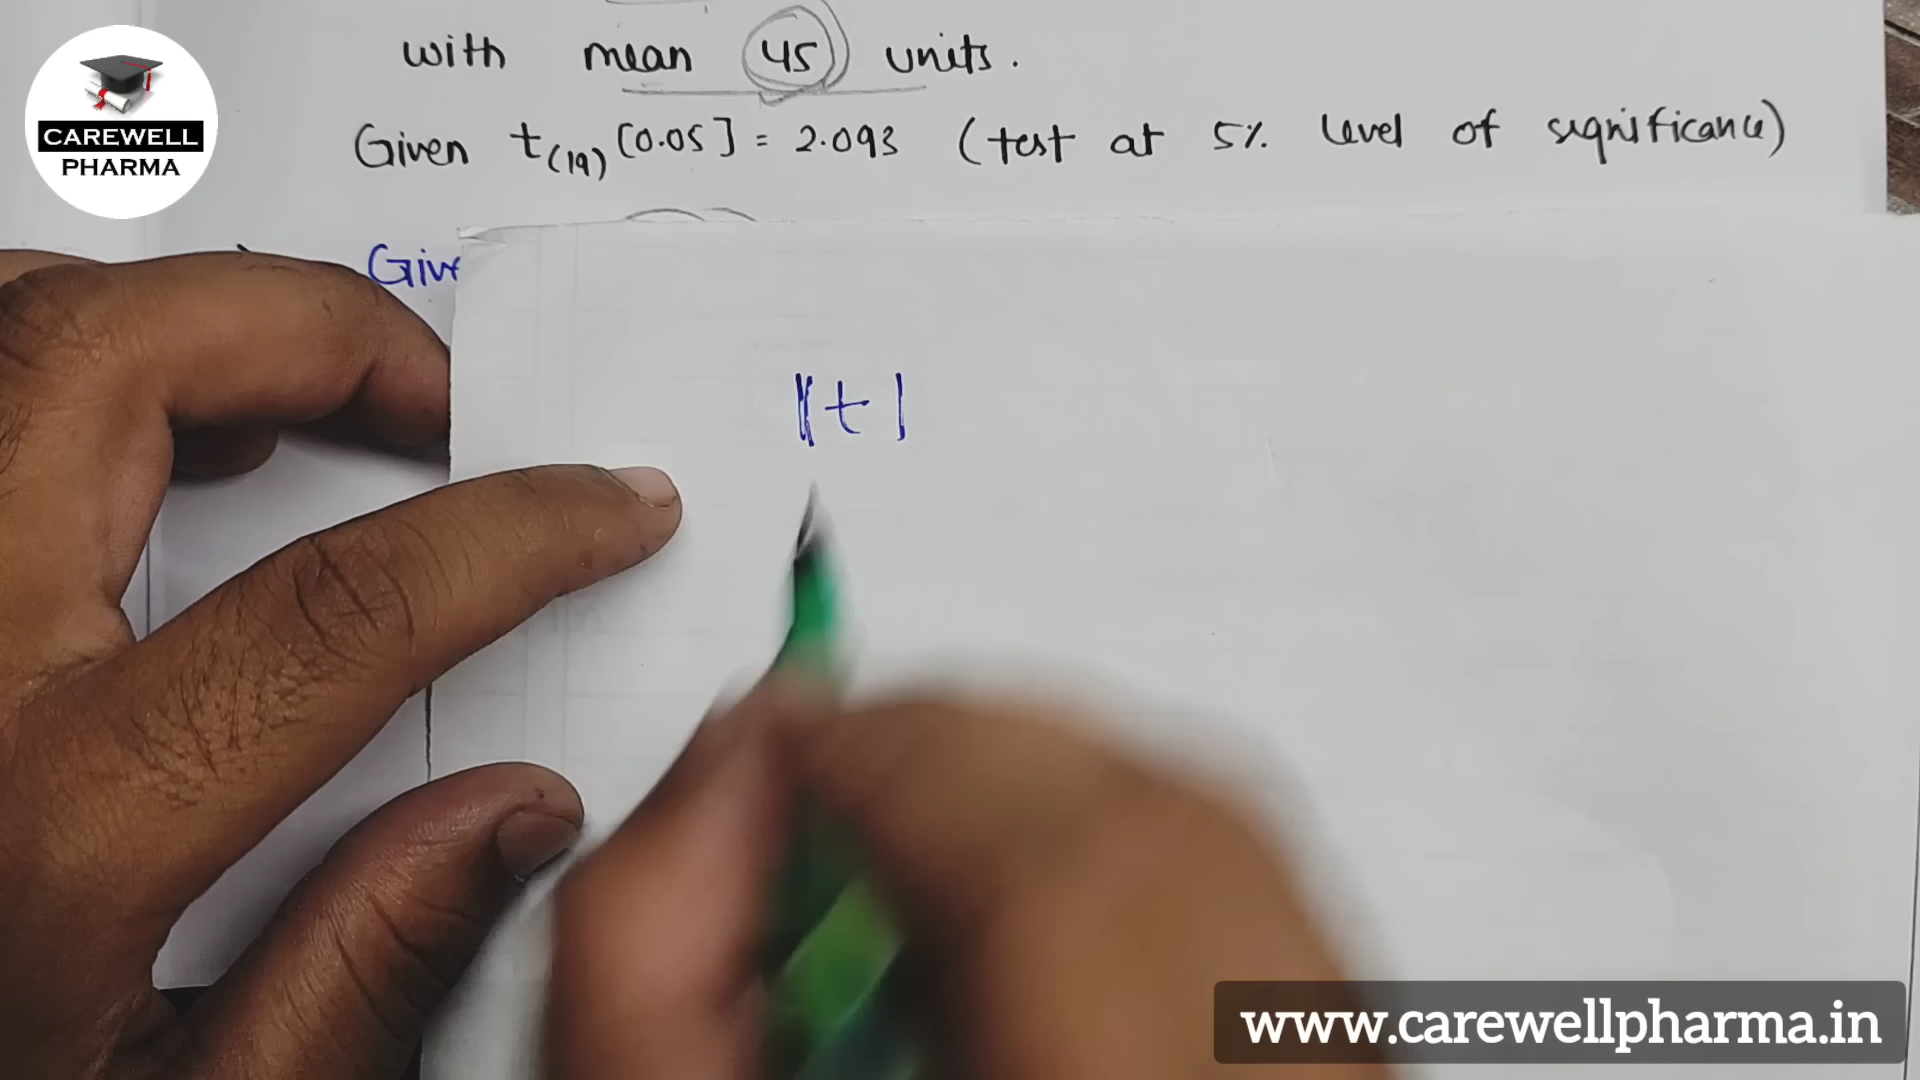 CAREWELL
PHARMA
with mean 45 units.
Given t(19) [0.05] = 2.093 (test at 5% level of significance)
|t|
www.carewellpharma.in